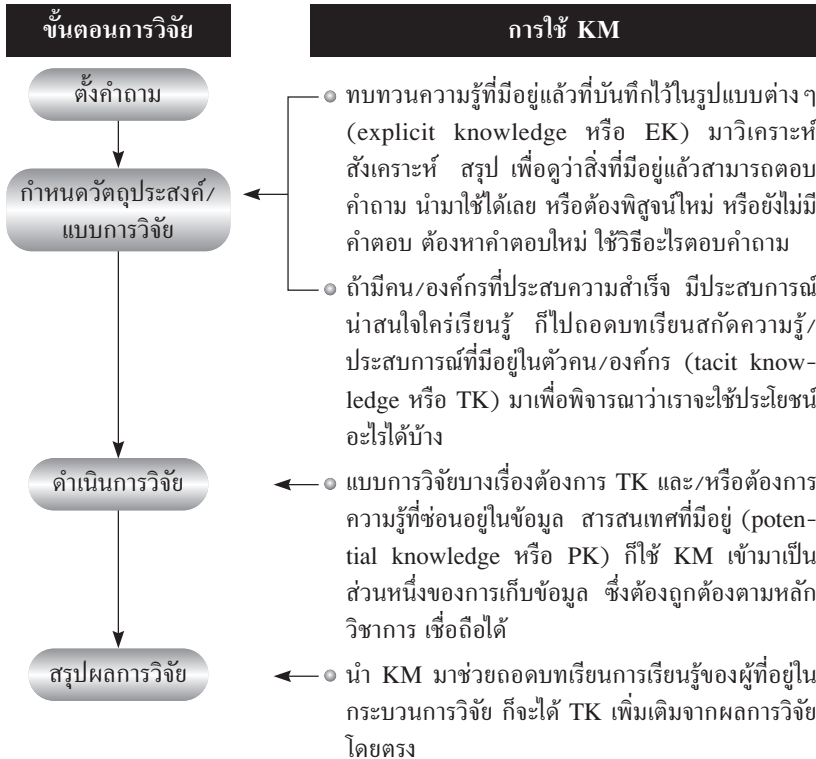 ขั้นตอนการวิจัย
การใช้ KM
ตั้งคำถาม
กำหนดวัตถุประสงค์/
แบบการวิจัย
ทบทวนความรู้ที่มีอยู่แล้วที่บันทึกไว้ในรูปแบบต่าง ๆ
(explicit knowledge หรือ EK) มาวิเคราะห์
สังเคราะห์ สรุป เพื่อดูว่าสิ่งที่มีอยู่แล้วสามารถตอบ
คำถาม นำมาใช้ได้เลย หรือต้องพิสูจน์ใหม่ หรือยังไม่มี
คำตอบ ต้องหาคำตอบใหม่ ใช้วิธีอะไรตอบคำถาม
ถ้ามีคน/องค์กรที่ประสบความสำเร็จ มีประสบการณ์
น่าสนใจใคร่เรียนรู้ ก็ไปถอดบทเรียนสกัดความรู้/
ประสบการณ์ที่มีอยู่ในตัวคน/องค์กร (tacit know-
ledge หรือ TK) มาเพื่อพิจารณาว่าเราจะใช้ประโยชน์
อะไรได้บ้าง
ดำเนินการวิจัย
แบบการวิจัยบางเรื่องต้องการ TK และ/หรือต้องการ
ความรู้ที่ซ่อนอยู่ในข้อมูล สารสนเทศที่มีอยู่ (poten-
tial knowledge หรือ PK) ก็ใช้ KM เข้ามาเป็น
ส่วนหนึ่งของการเก็บข้อมูล ซึ่งต้องถูกต้องตามหลัก
วิชาการ เชื่อถือได้
สรุปผลการวิจัย
นำ KM มาช่วยถอดบทเรียนการเรียนรู้ของผู้ที่อยู่ใน
กระบวนการวิจัย ก็จะได้ TK เพิ่มเติมจากผลการวิจัย
โดยตรง